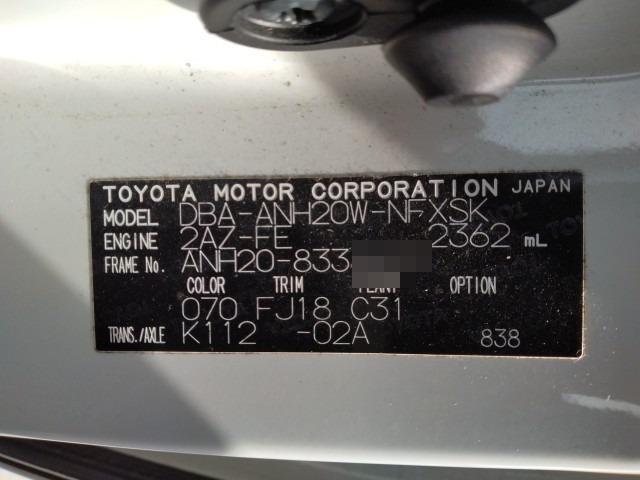 TOYOTA MOTOR CORPORATION JAPAN
MODEL DBA-ANH20W-NFXSK
ENGINE 2AZ-FE 2362 mL
FRAME No. ANH20-833
COLOR TRIM PLANT OPTION
070 FJ18 C31
TRANS./AXLE K112 -02A 838